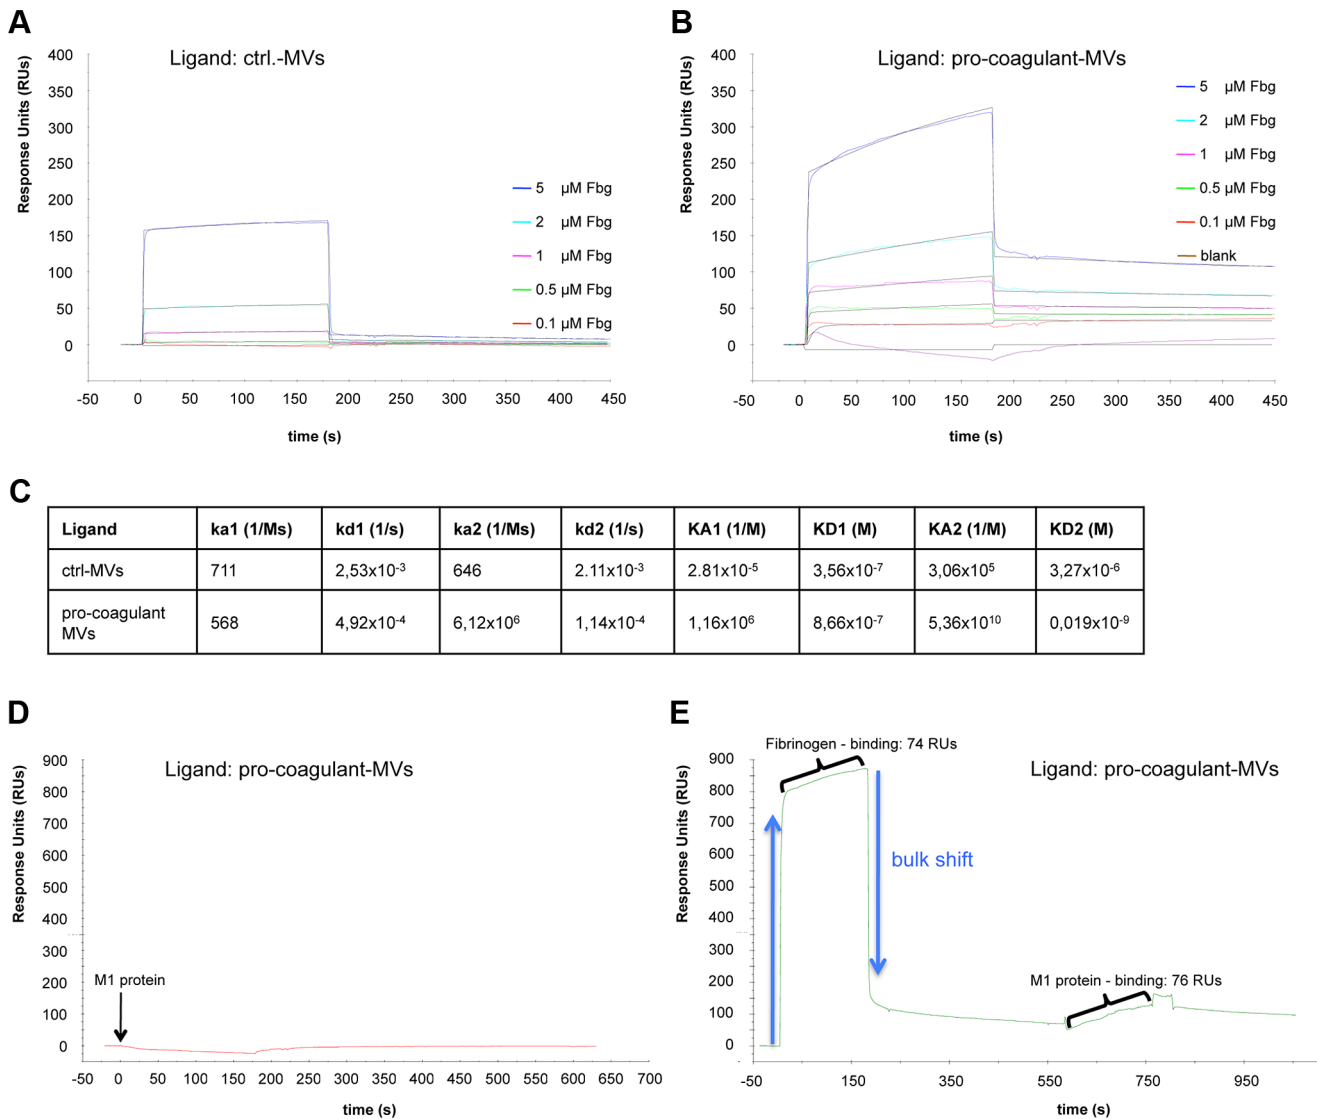 A
Ligand: ctrl.-MVs
Response Units (RUs)
400
350
300
250
200
150
100
50
0
5 µM Fbg
2 µM Fbg
1 µM Fbg
0.5 µM Fbg
0.1 µM Fbg
-50 0 50 100 150 200 250 300 350 400 450
time (s)
B
Ligand: pro-coagulant-MVs
Response Units (RUs)
400
350
300
250
200
150
100
50
0
5 µM Fbg
2 µM Fbg
1 µM Fbg
0.5 µM Fbg
0.1 µM Fbg
blank
-50 0 50 100 150 200 250 300 350 400 450
time (s)
C
Ligand ka1 (1/Ms) kd1 (1/s) ka2 (1/Ms) kd2 (1/s) KA1 (1/M) KD1 (M) KA2 (1/M) KD2 (M)
ctrl-MVs 711 2,53x10⁻³ 646 2.11x10⁻³ 2.81x10⁻⁵ 3,56x10⁻⁷ 3,06x10⁵ 3,27x10⁻⁶
pro-coagulant
MVs 568 4,92x10⁻⁴ 6,12x10⁶ 1,14x10⁻⁴ 1,16x10⁶ 8,66x10⁻⁷ 5,36x10¹⁰ 0,019x10⁻⁹
D
Ligand: pro-coagulant-MVs
Response Units (RUs)
900
800
700
600
500
400
300
200
100
0
M1 protein
-50 0 50 100 150 200 250 300 350 400 450 500 550 600 650 700
time (s)
E
Fibrinogen - binding: 74 RUs
Ligand: pro-coagulant-MVs
Response Units (RUs)
900
800
700
600
500
400
300
200
100
0
bulk shift
M1 protein - binding: 76 RUs
-50 150 350 550 750 950
time (s)